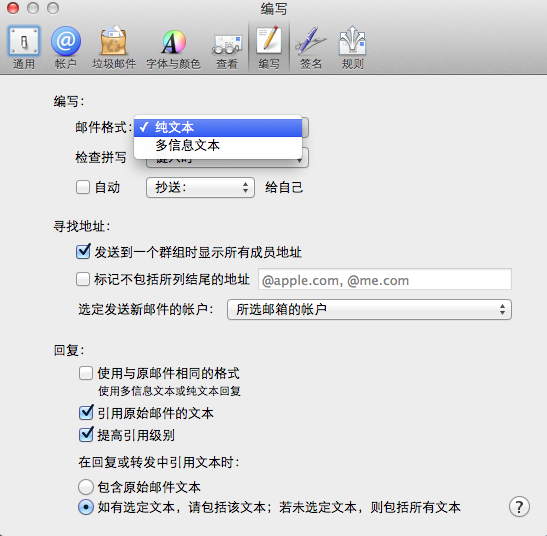 编写
通用 帐户 垃圾邮件 字体与颜色 查看 编写 签名 规则
编写：
邮件格式： ✓ 纯文本
多信息文本
检查拼写 键入时
自动 抄送： 给自己
寻找地址：
发送到一个群组时显示所有成员地址
标记不包括所列结尾的地址 @apple.com, @me.com
选定发送新邮件的帐户： 所选邮箱的帐户
回复：
使用与原邮件相同的格式
使用多信息文本或纯文本回复
引用原始邮件的文本
提高引用级别
在回复或转发中引用文本时：
包含原始邮件文本
如有选定文本，请包括该文本；若未选定文本，则包括所有文本
?